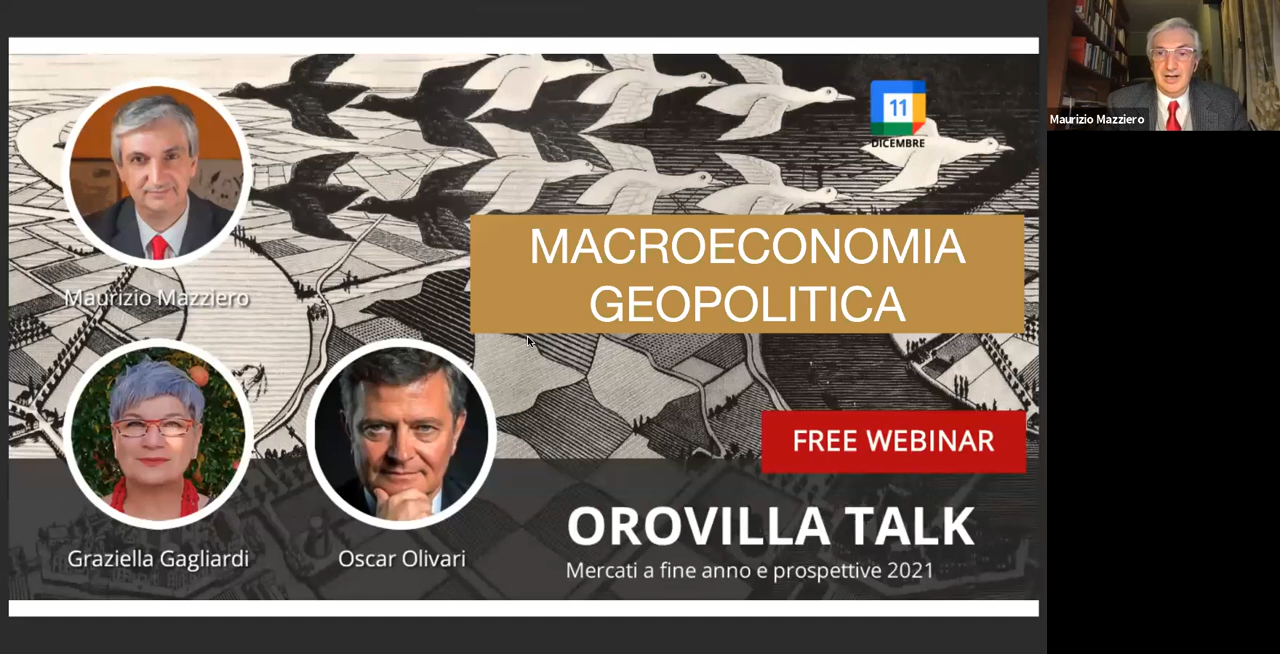 11
DICEMBRE
Maurizio Mazziero
MACROECONOMIA
GEOPOLITICA
Maurizio Mazziero
FREE WEBINAR
OROVILLA TALK
Mercati a fine anno e prospettive 2021
Graziella Gagliardi
Oscar Olivari